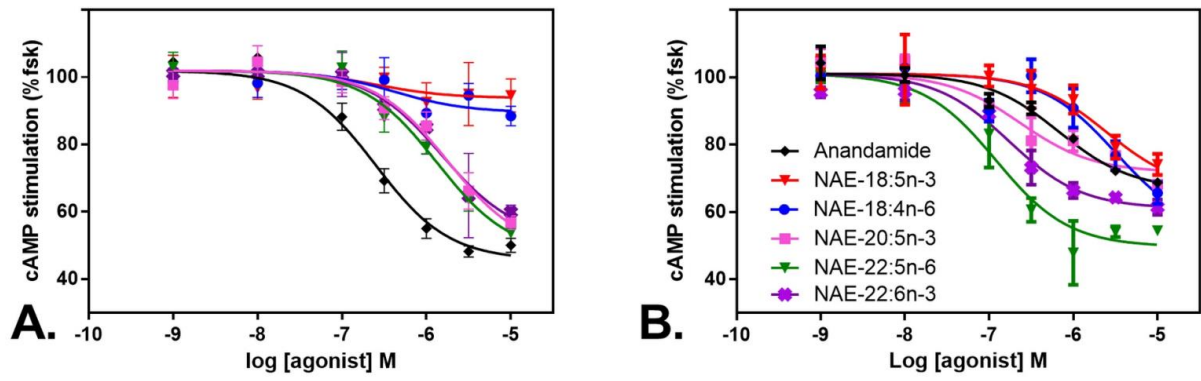 cAMP stimulation (%fsk)
100
80
60
40
-10
-9
-8
-7
-6
-5
log [agonist] M
A.
cAMP stimulation (%fsk)
100
80
60
40
Anandamide
NAE-18:5n-3
NAE-18:4n-6
NAE-20:5n-3
NAE-22:5n-6
NAE-22:6n-3
-10
-9
-8
-7
-6
-5
Log [agonist] M
B.